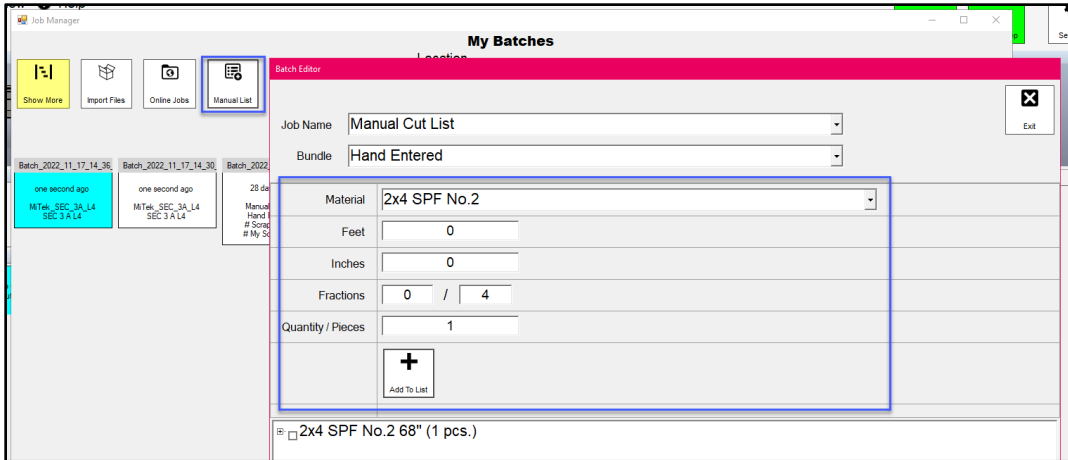 Help
Job Manager
My Batches
Location
Show More
Import Files
Online Jobs
Manual List
Batch Editor
Exit
Job Name
Manual Cut List
Bundle
Hand Entered
Batch_2022_11_17_14_36_
Batch_2022_11_17_14_30_
Batch_2022_
one second ago
MiTek_SEC_3A_L4
SEC 3 A L4
one second ago
MiTek_SEC_3A_L4
SEC 3 A L4
28 da
Manual
Hand
# Scrap
# My Sc
Material
2x4 SPF No.2
Feet
0
Inches
0
Fractions
0 / 4
Quantity / Pieces
1
Add To List
2x4 SPF No.2 68" (1 pcs.)